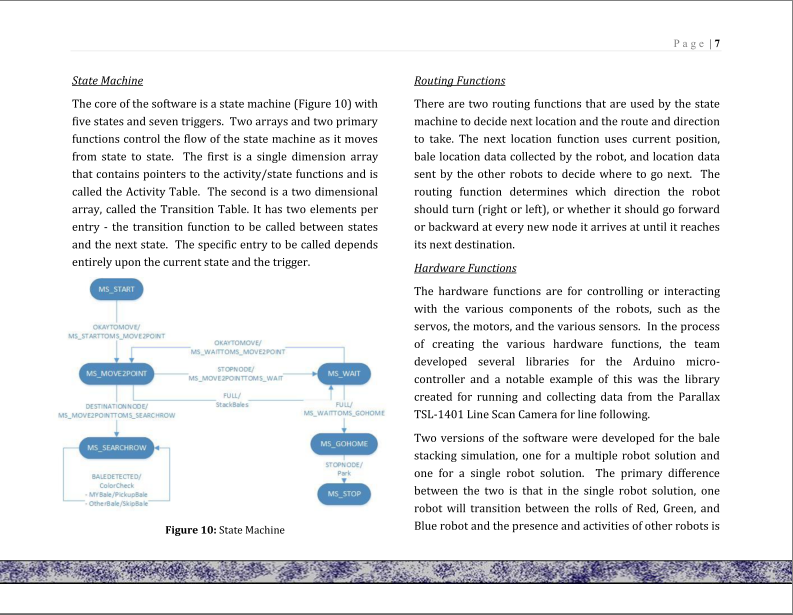 Page | 7
State Machine
The core of the software is a state machine (Figure 10) with
five states and seven triggers. Two arrays and two primary
functions control the flow of the state machine as it moves
from state to state. The first is a single dimension array
that contains pointers to the activity/state functions and is
called the Activity Table. The second is a two dimensional
array, called the Transition Table. It has two elements per
entry - the transition function to be called between states
and the next state. The specific entry to be called depends
entirely upon the current state and the trigger.
MS_START
OKAYTOMOVE/
MS_STARTTOMS_MOVE2POINT
OKAYTOMOVE/
MS_WAITTOMS_MOVE2POINT
MS_MOVE2POINT
STOPNODE/
MS_MOVE2POINTTOMS_WAIT
MS_WAIT
FULL/
StackBales
DESTINATIONNODE/
MS_MOVE2POINTTOMS_SEARCHROW
FULL/
MS_WAITTOMS_GOHOME
MS_SEARCHROW
MS_GOHOME
BALEDETECTED/
ColorCheck
- MYBale/PickupBale
- OtherBale/SkipBale
STOPNODE/
Park
MS_STOP
Figure 10: State Machine
Routing Functions
There are two routing functions that are used by the state
machine to decide next location and the route and direction
to take. The next location function uses current position,
bale location data collected by the robot, and location data
sent by the other robots to decide where to go next. The
routing function determines which direction the robot
should turn (right or left), or whether it should go forward
or backward at every new node it arrives at until it reaches
its next destination.
Hardware Functions
The hardware functions are for controlling or interacting
with the various components of the robots, such as the
servos, the motors, and the various sensors. In the process
of creating the various hardware functions, the team
developed several libraries for the Arduino micro-
controller and a notable example of this was the library
created for running and collecting data from the Parallax
TSL-1401 Line Scan Camera for line following.
Two versions of the software were developed for the bale
stacking simulation, one for a multiple robot solution and
one for a single robot solution. The primary difference
between the two is that in the single robot solution, one
robot will transition between the rolls of Red, Green, and
Blue robot and the presence and activities of other robots is